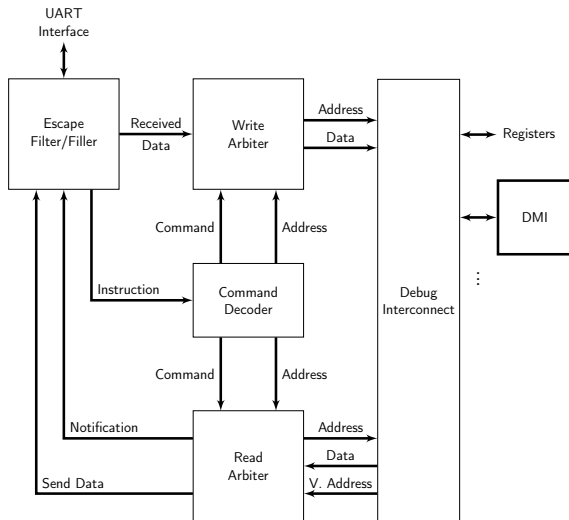 UART
Interface
Escape
Filter/Filler
Received
Data
Write
Arbiter
Address
Data
Registers
DMI
Command
Address
Instruction
Command
Decoder
Debug
Interconnect
⋮
Command
Address
Notification
Read
Arbiter
Address
Data
Send Data
V. Address